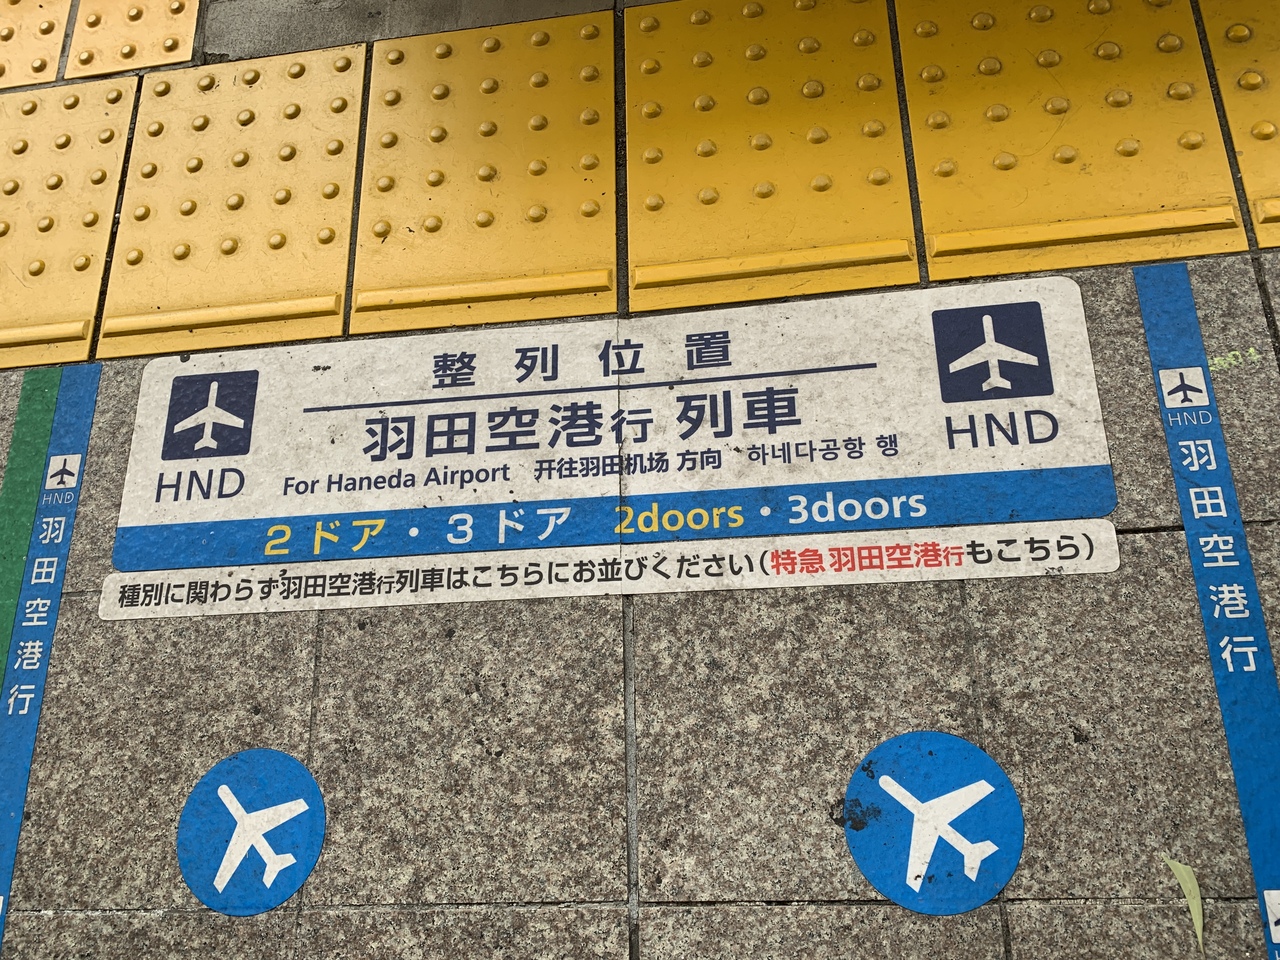 整列位置
羽田空港行 列車
For Haneda Airport 开往羽田机场 方向 하네다공항 행
HND
HND
2ドア・3ドア 2doors・3doors
種別に関わらず羽田空港行列車はこちらにお並びください(特急 羽田空港行もこちら)
HND
羽田空港行
HND
羽田空港行